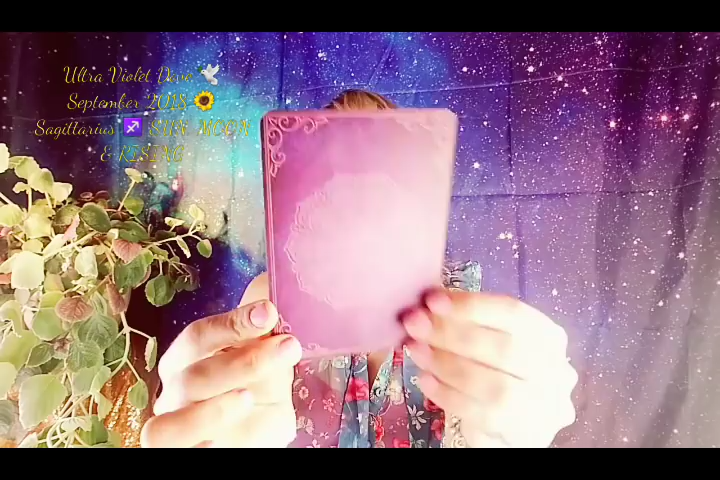 Ultra Violet Dove 🕊
September 2018 🌻
Sagittarius ♐ SUN MOON
& RISING